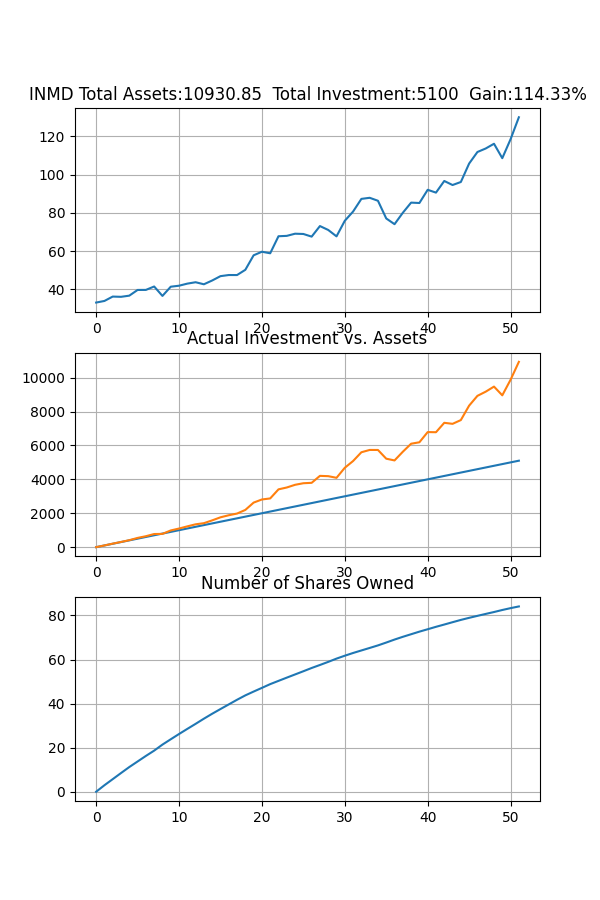 INMD Total Assets:10930.85  Total Investment:5100  Gain:114.33%
120
100
80
60
40
0 10 20 30 40 50
Actual Investment vs. Assets
10000
8000
6000
4000
2000
0
0 10 20 30 40 50
Number of Shares Owned
80
60
40
20
0
0 10 20 30 40 50